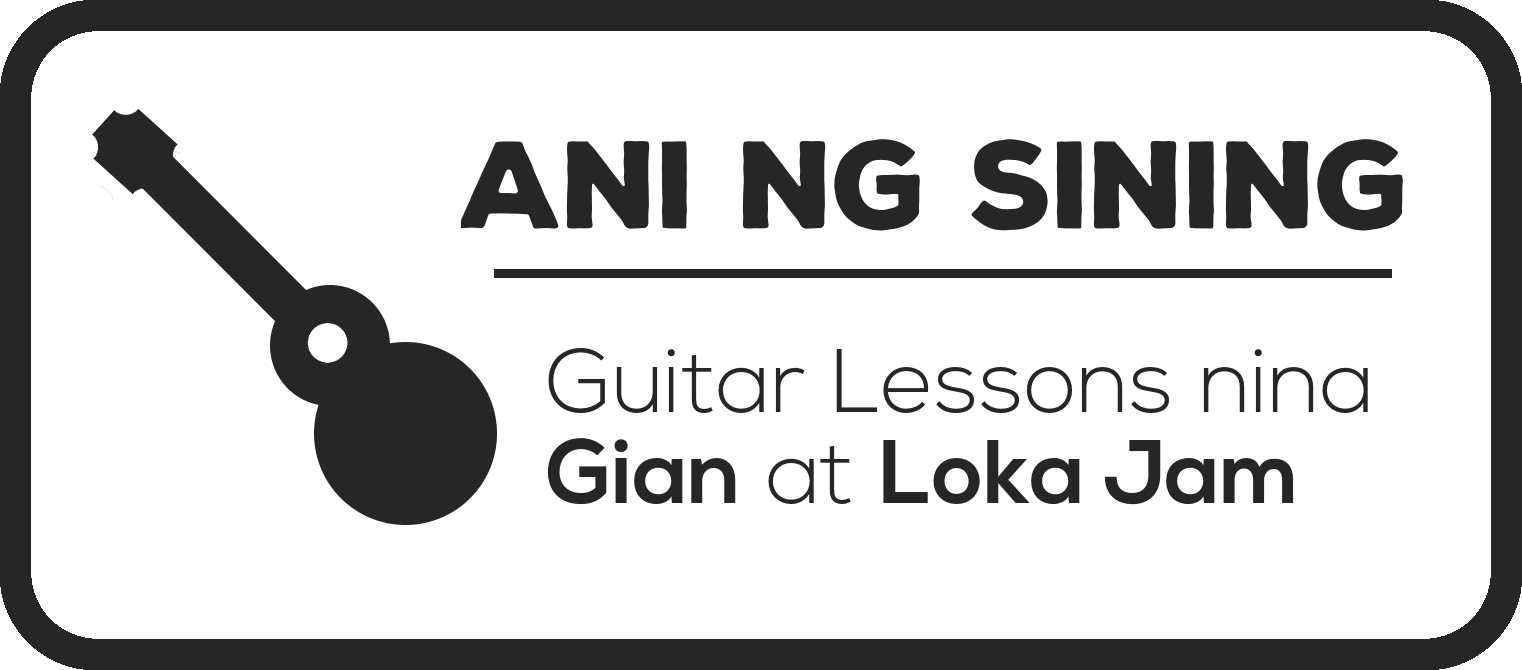 ANI NG SINING
Guitar Lessons nina
Gian at Loka Jam